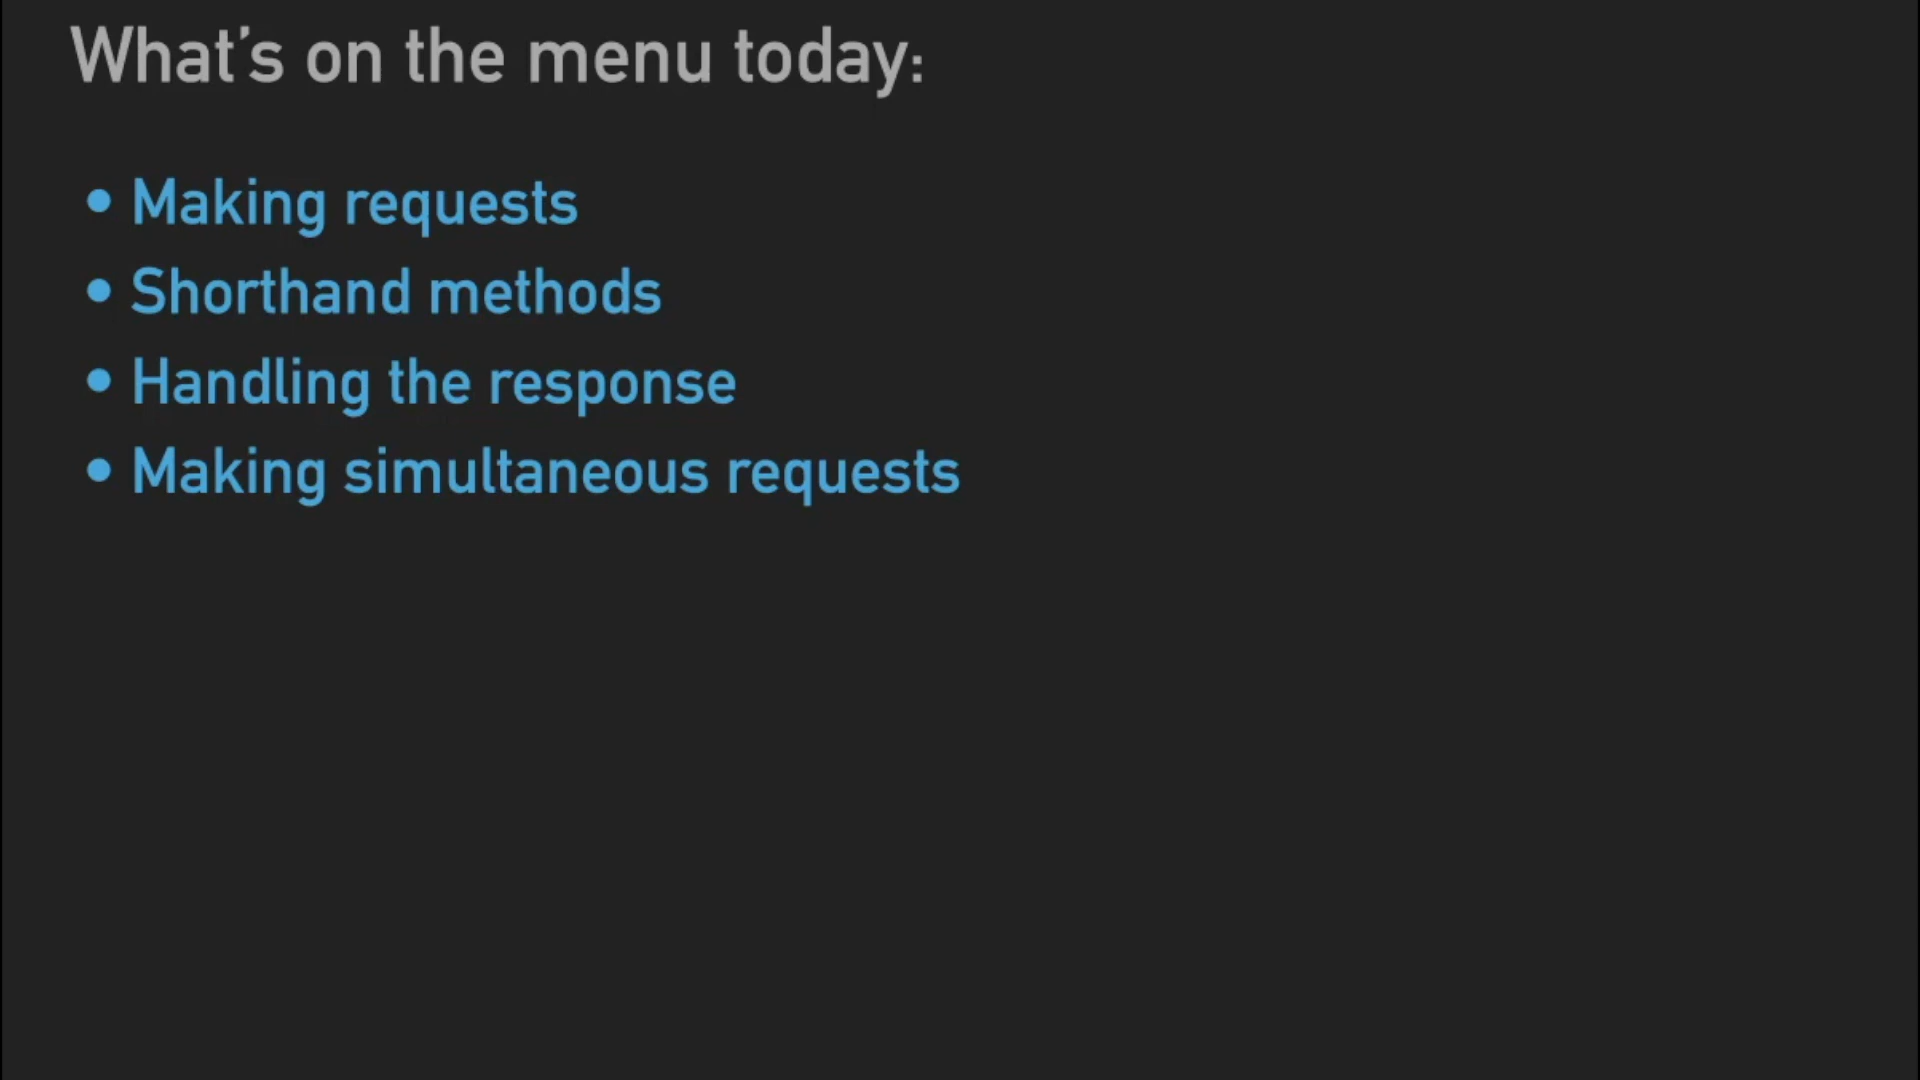 What’s on the menu today:
• Making requests
• Shorthand methods
• Handling the response
• Making simultaneous requests